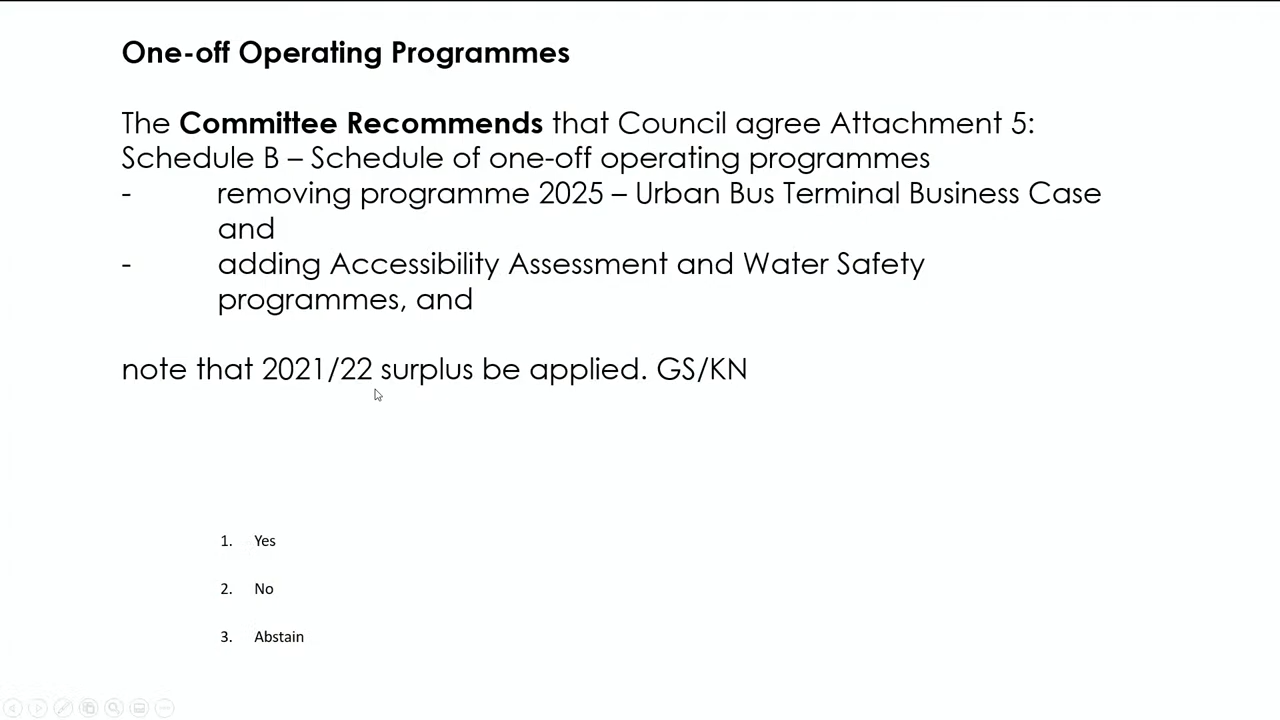 One-off Operating Programmes
The Committee Recommends that Council agree Attachment 5:
Schedule B – Schedule of one-off operating programmes
- removing programme 2025 – Urban Bus Terminal Business Case
and
- adding Accessibility Assessment and Water Safety
programmes, and
note that 2021/22 surplus be applied. GS/KN
1. Yes
2. No
3. Abstain